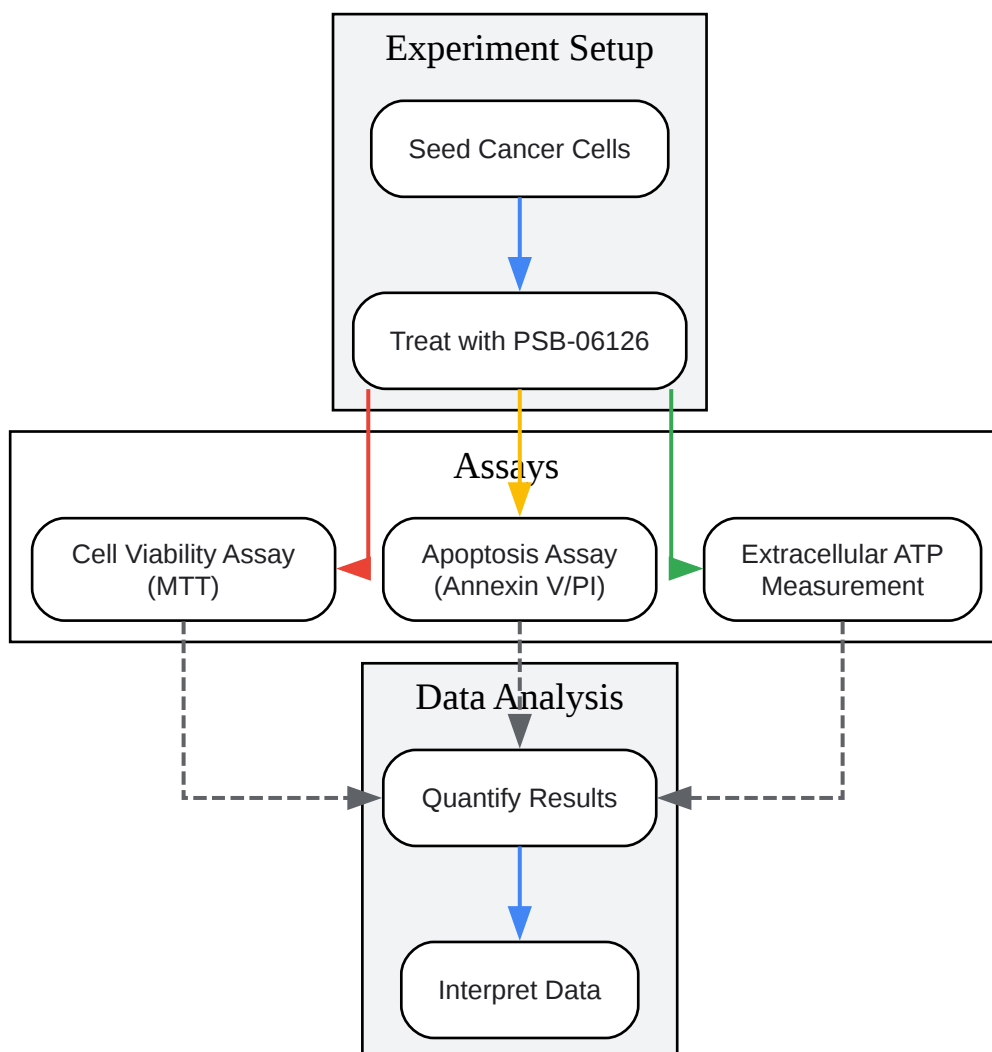 Experiment Setup
Seed Cancer Cells
Treat with PSB-06126
Assays
Cell Viability Assay
(MTT)
Apoptosis Assay
(Annexin V/PI)
Extracellular ATP
Measurement
Data Analysis
Quantify Results
Interpret Data